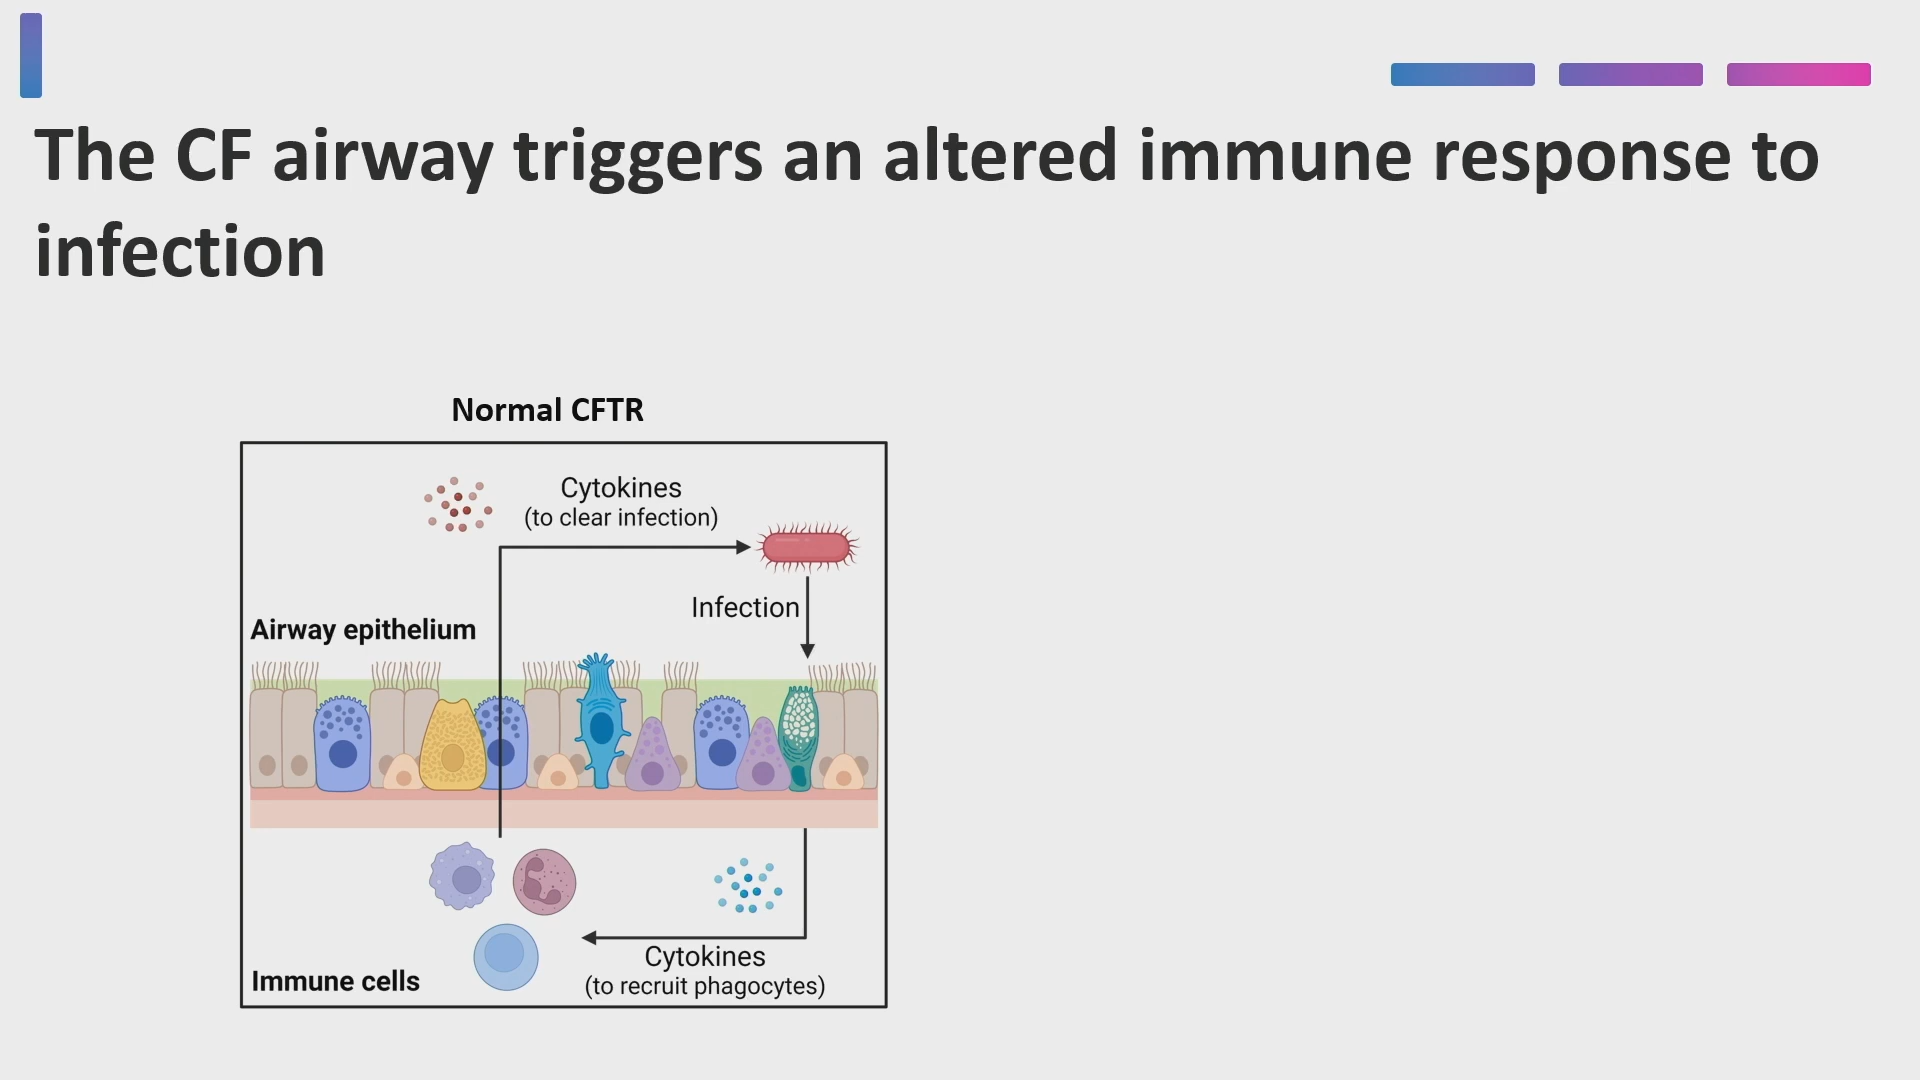 The CF airway triggers an altered immune response to
infection
Normal CFTR
Cytokines
(to clear infection)
Infection
Airway epithelium
Cytokines
(to recruit phagocytes)
Immune cells